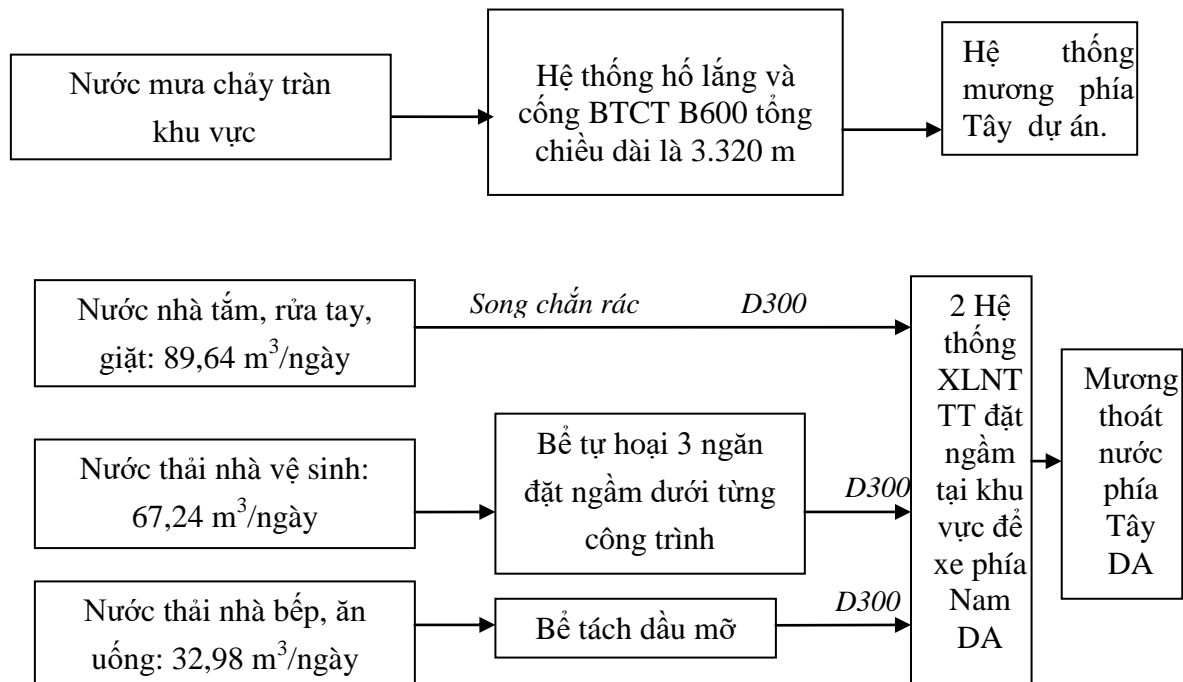 Nước mưa chảy tràn
khu vực
Hệ thống hố lắng và
cống BTCT B600 tổng
chiều dài là 3.320 m
Hệ thống
mương phía
Tây dự án.
Nước nhà tắm, rửa tay,
giặt: 89,64 m³/ngày
Song chắn rác D300
Nước thải nhà vệ sinh:
67,24 m³/ngày
Bể tự hoại 3 ngăn
đặt ngầm dưới từng
công trình
D300
Nước thải nhà bếp, ăn
uống: 32,98 m³/ngày
Bể tách dầu mỡ
D300
2 Hệ
thống
XLNT
TT đặt
ngầm
tại khu
vực để
xe phía
Nam
DA
Mương
thoát
nước
phía
Tây
DA